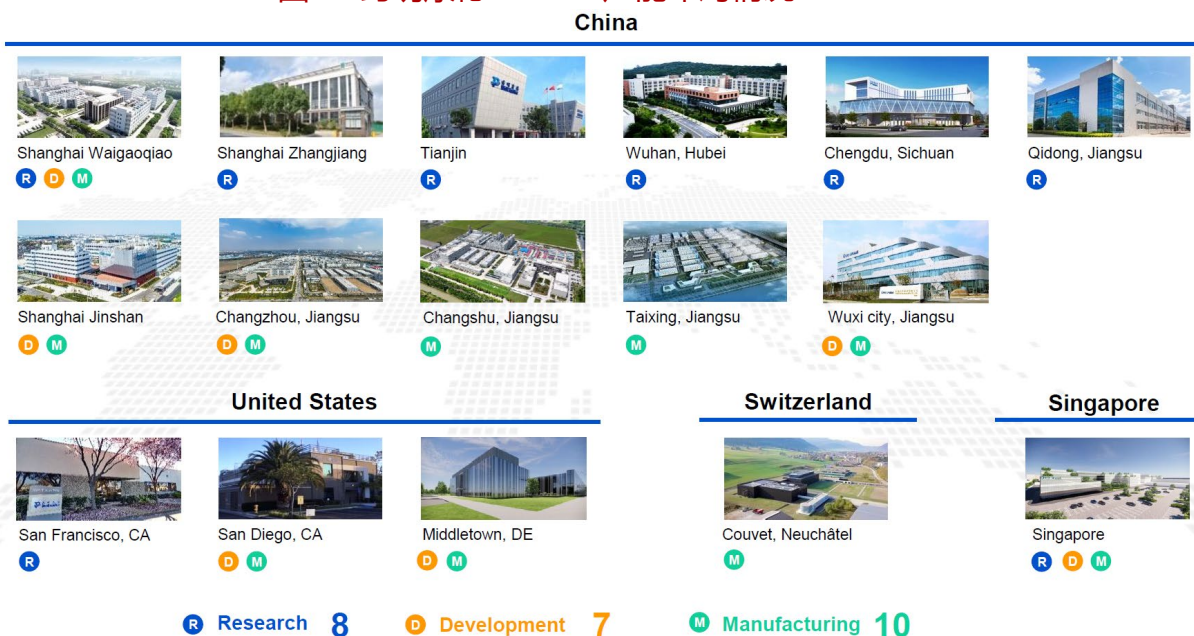 China
Shanghai Waigaoqiao
R D M
Shanghai Zhangjiang
R
Tianjin
R
Wuhan, Hubei
R
Chengdu, Sichuan
R
Qidong, Jiangsu
R
Shanghai Jinshan
D M
Changzhou, Jiangsu
D M
Changshu, Jiangsu
M
Taixing, Jiangsu
M
Wuxi city, Jiangsu
D M
United States
San Francisco, CA
R
San Diego, CA
D M
Middletown, DE
D M
Switzerland
Couvet, Neuchâtel
M
Singapore
Singapore
R D M
R Research 8
D Development 7
M Manufacturing 10